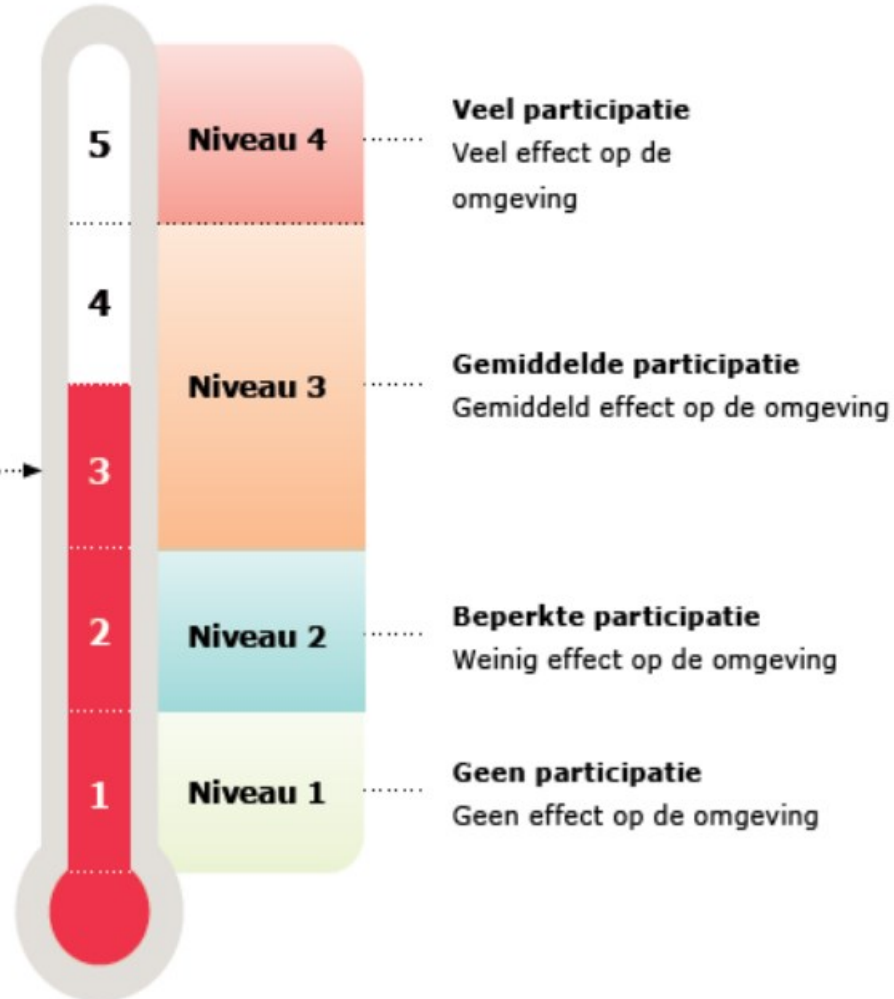 5
Niveau 4
Veel participatie
Veel effect op de
omgeving
4
Niveau 3
Gemiddelde participatie
Gemiddeld effect op de omgeving
3
2
Niveau 2
Beperkte participatie
Weinig effect op de omgeving
1
Niveau 1
Geen participatie
Geen effect op de omgeving